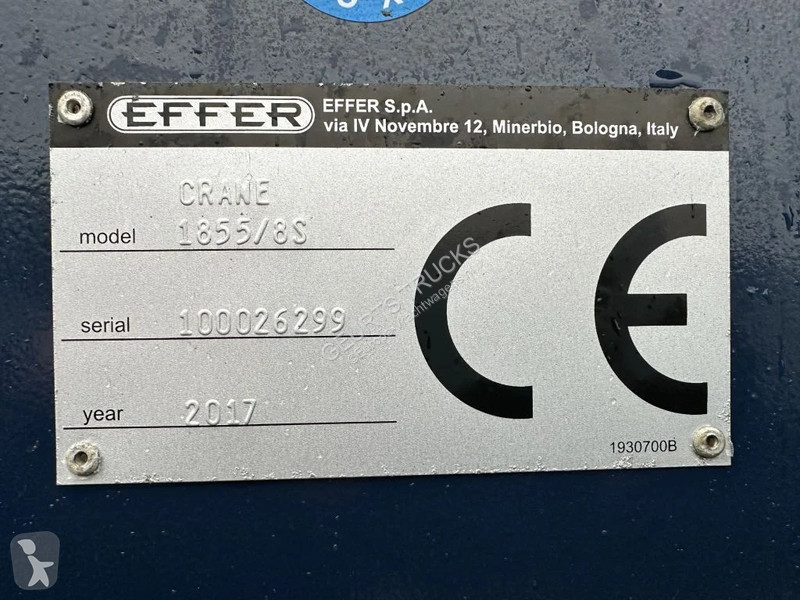 EFFER
EFFER S.p.A.
via IV Novembre 12, Minerbio, Bologna, Italy
CRANE
model 1855/8S
serial 100026299
year 2017
CE
1930700B